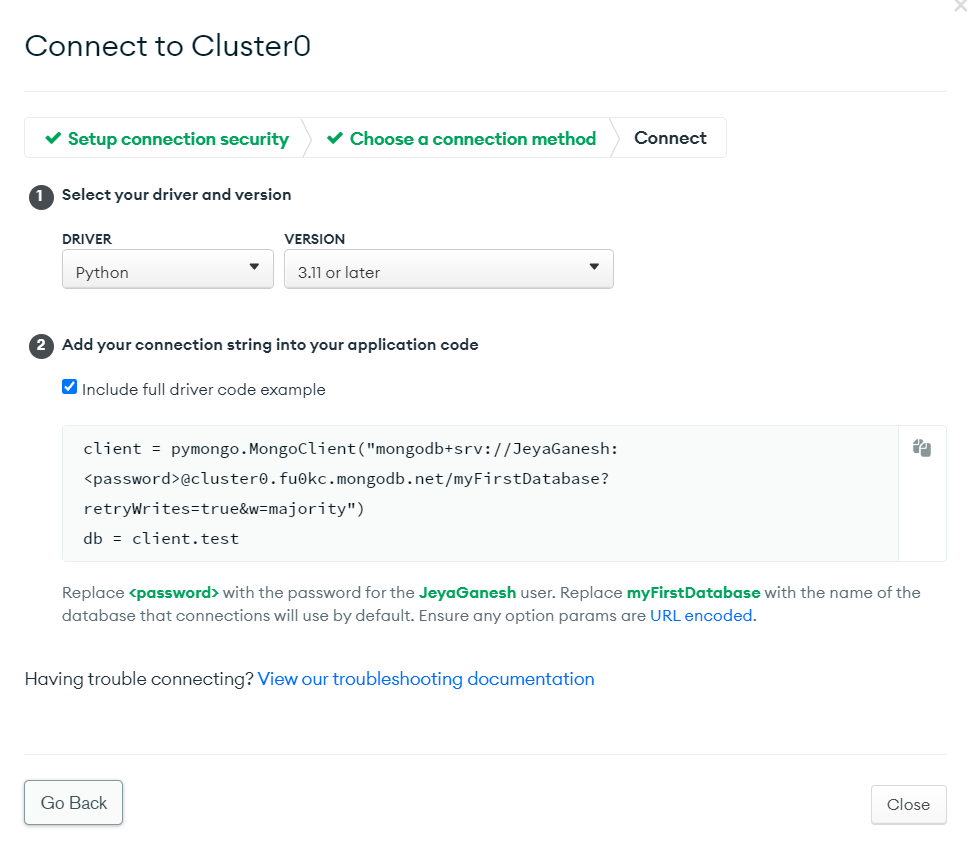 Connect to Cluster0
Setup connection security
Choose a connection method
Connect
1 Select your driver and version
DRIVER VERSION
Python 3.11 or later
2 Add your connection string into your application code
Include full driver code example
client = pymongo.MongoClient("mongodb+srv://JeyaGanesh:
<password>@cluster0.fu0kc.mongodb.net/myFirstDatabase?
retryWrites=true&w=majority")
db = client.test
Replace <password> with the password for the JeyaGanesh user. Replace myFirstDatabase with the name of the
database that connections will use by default. Ensure any option params are URL encoded.
Having trouble connecting? View our troubleshooting documentation
Go Back Close